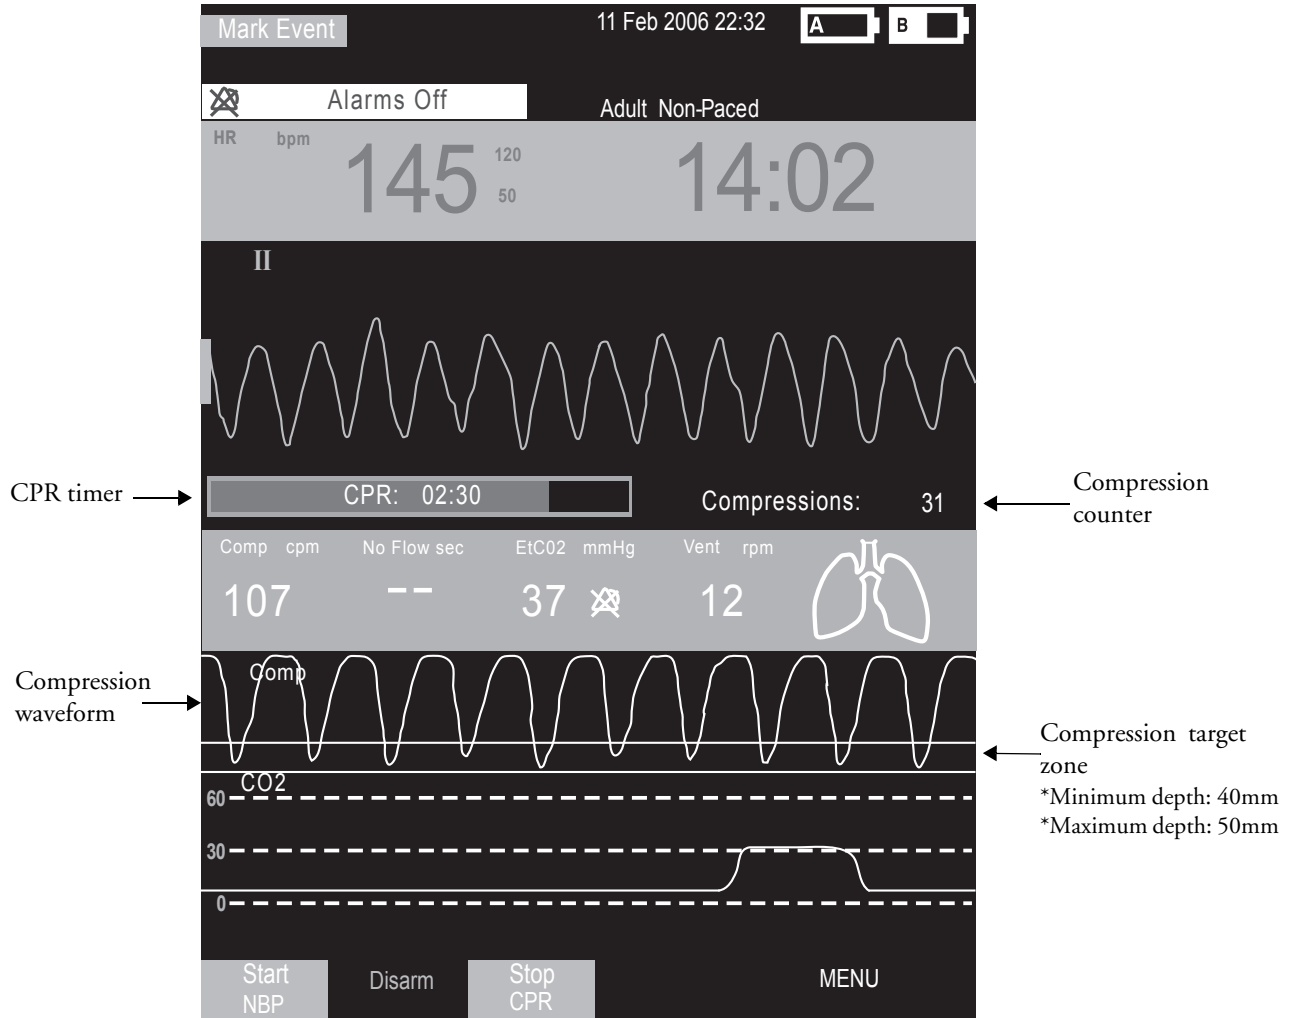 Mark Event
11 Feb 2006 22:32
A
B
Alarms Off
Adult Non-Paced
HR bpm
145
120
50
14:02
II
CPR timer
CPR: 02:30
Compressions: 31
Compression
counter
Comp cpm
No Flow sec
EtC02 mmHg
Vent rpm
107
--
37
12
Comp
Compression
waveform
Compression target
zone
*Minimum depth: 40mm
*Maximum depth: 50mm
CO2
60
30
0
Start
NBP
Disarm
Stop
CPR
MENU